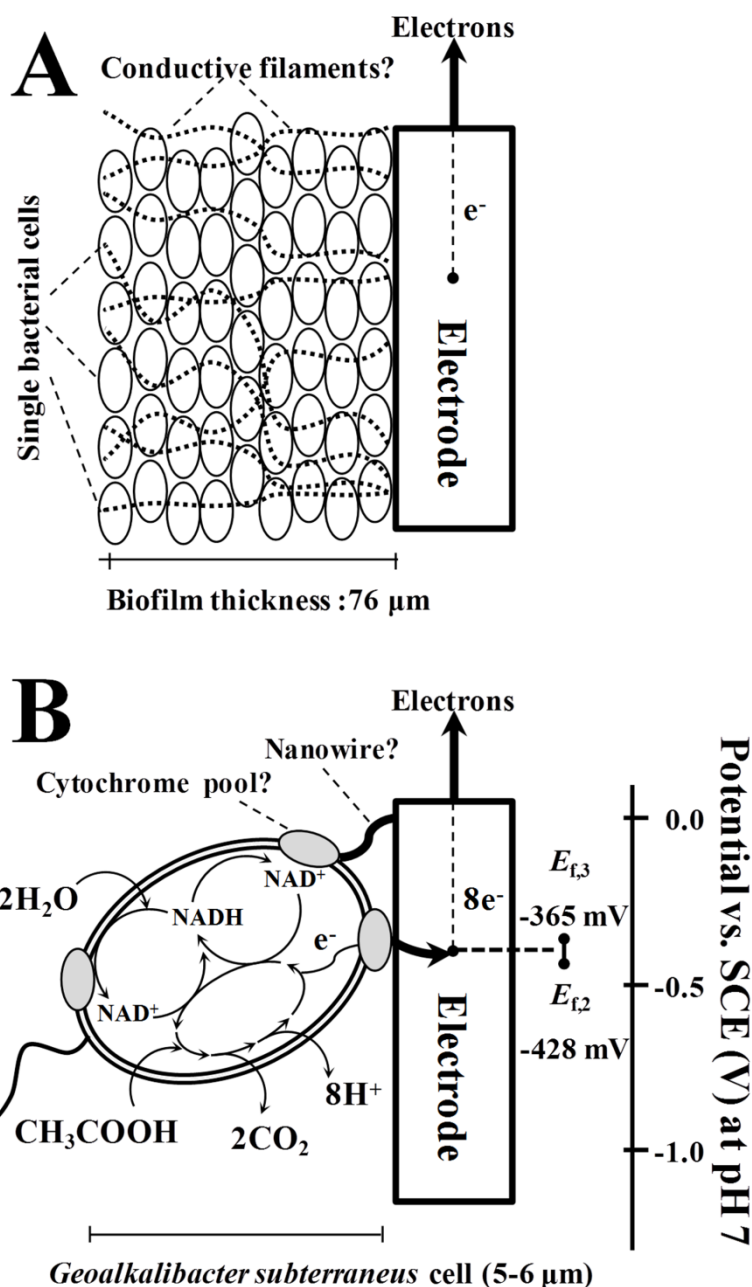 A
Electrons
Conductive filaments?
e-
Single bacterial cells
Electrode
Biofilm thickness :76 µm
B
Electrons
Nanowire?
Cytochrome pool?
0.0
NAD+
Ef,3
2H2O
NADH
8e-
-365 mV
e-
-0.5
Ef,2
NAD+
Electrode
-428 mV
8H+
CH3COOH
2CO2
-1.0
Potential vs. SCE (V) at pH 7
Geoalkalibacter subterraneus cell (5-6 µm)